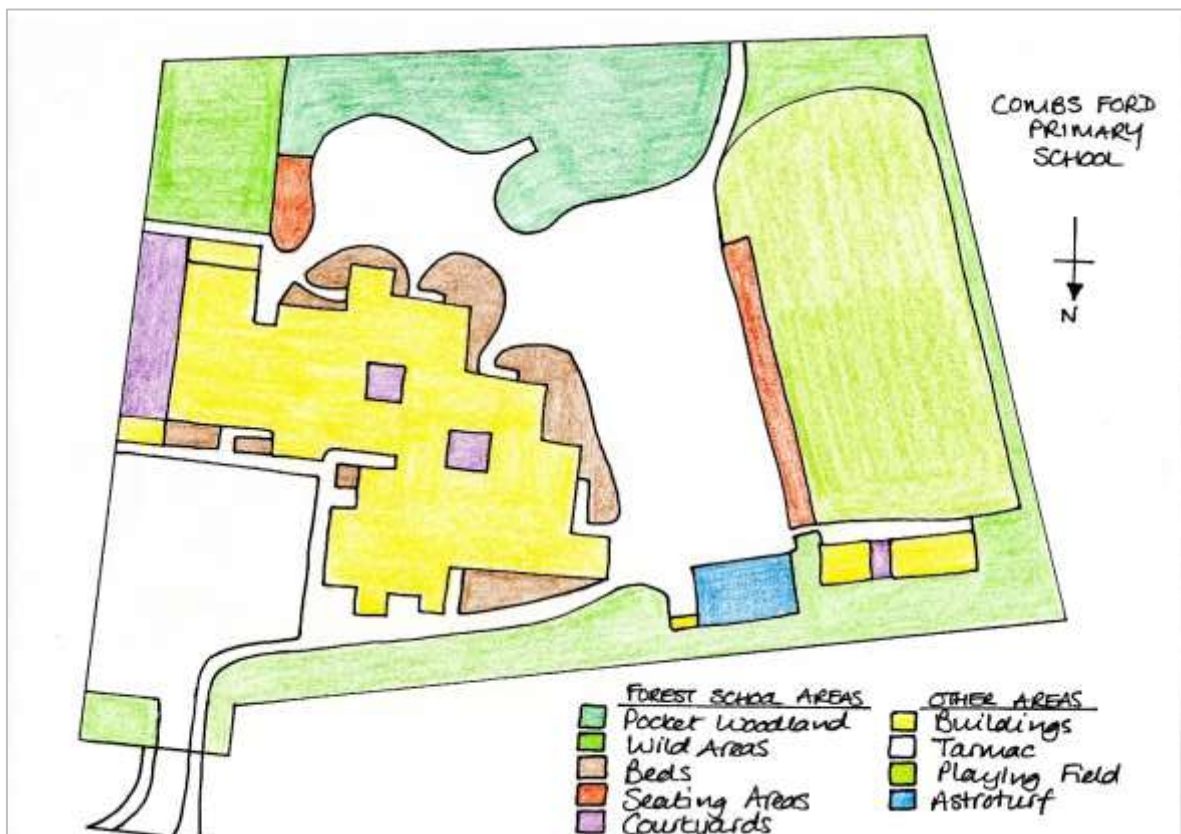 COMBS FORD
PRIMARY
SCHOOL
N
FOREST SCHOOL AREAS
Pocket Woodland
Wild Areas
Beds
Seating Areas
Courtyards
OTHER AREAS
Buildings
Tarmac
Playing Field
Astroturf